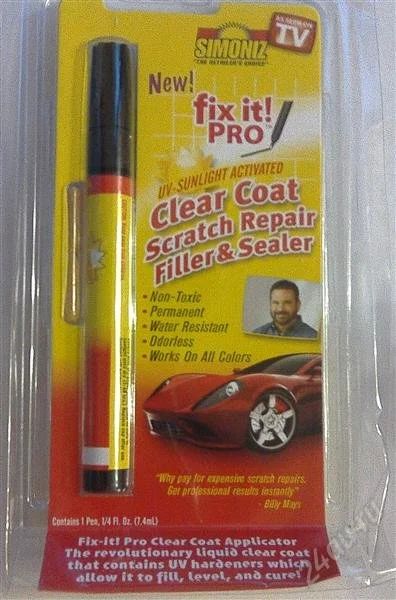 AS SEEN ON
TV
SIMONIZ
New!
fix it!
PRO
UV-SUNLIGHT ACTIVATED
Clear Coat
Scratch Repair
Filler & Sealer
• Non-Toxic
• Permanent
• Water Resistant
• Odorless
• Works On All Colors
"Why pay for expensive scratch repairs.
Get professional results instantly"
- Billy Mays
Contains 1 Pen, 1/4 Fl. Oz. (7.4mL)
Fix-it! Pro Clear Coat Applicator
The revolutionary liquid clear coat
that contains UV hardeners which
allow it to fill, level, and cure!